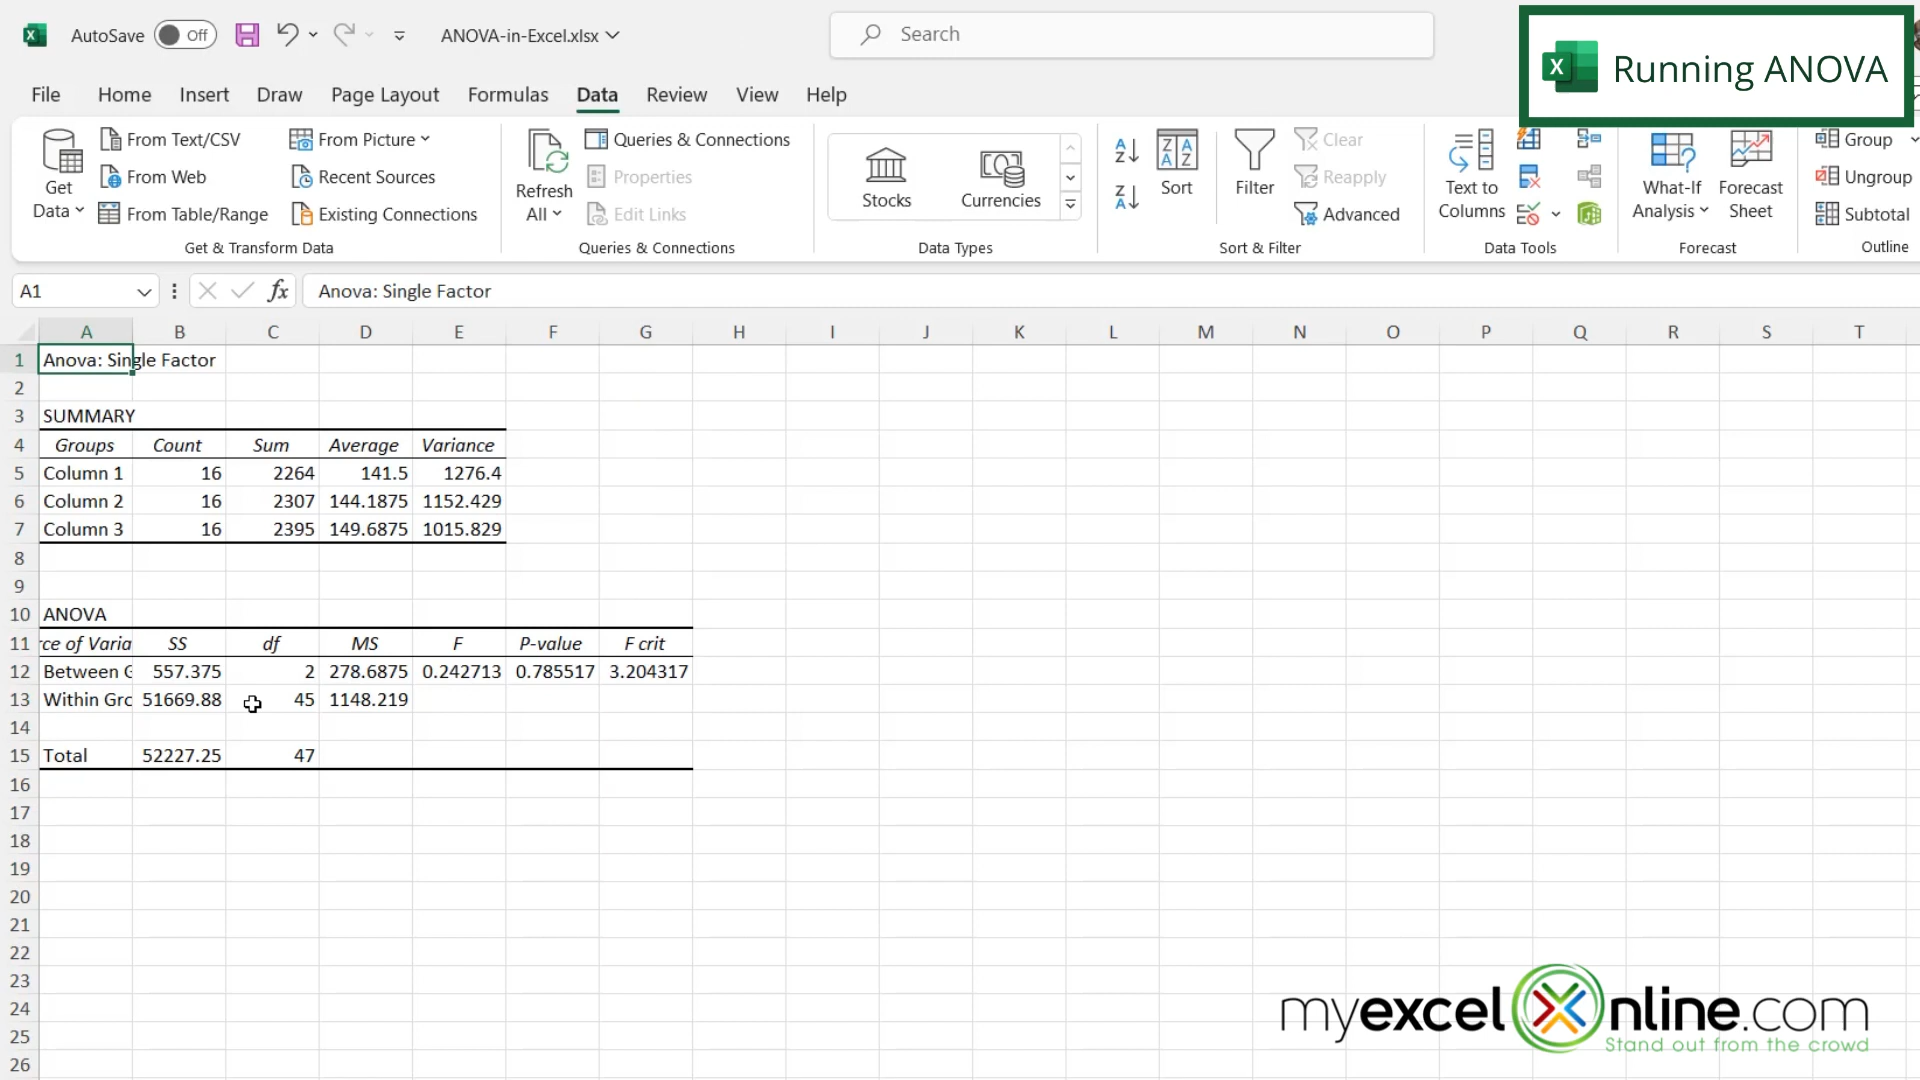 AutoSave Off ANOVA-in-Excel.xlsx Search
Running ANOVA
File Home Insert Draw Page Layout Formulas Data Review View Help
Get Data
From Text/CSV
From Web
From Table/Range
From Picture
Recent Sources
Existing Connections
Get & Transform Data
Refresh All
Queries & Connections
Properties
Edit Links
Queries & Connections
Stocks
Currencies
Data Types
Sort
Filter
Clear
Reapply
Advanced
Sort & Filter
Text to Columns
Data Tools
What-If Analysis
Forecast Sheet
Forecast
Group
Ungroup
Subtotal
Outline
A1 fx Anova: Single Factor
A B C D E F G H I J K L M N O P Q R S T
1 Anova: Single Factor
2
3 SUMMARY
4 Groups Count Sum Average Variance
5 Column 1 16 2264 141.5 1276.4
6 Column 2 16 2307 144.1875 1152.429
7 Column 3 16 2395 149.6875 1015.829
8
9
10 ANOVA
11 rce of Varia SS df MS F P-value F crit
12 Between G 557.375 2 278.6875 0.242713 0.785517 3.204317
13 Within Grc 51669.88 45 1148.219
14
15 Total 52227.25 47
16
17
18
19
20
21
22
23
24
25
26
myexcelonline.com
Stand out from the crowd